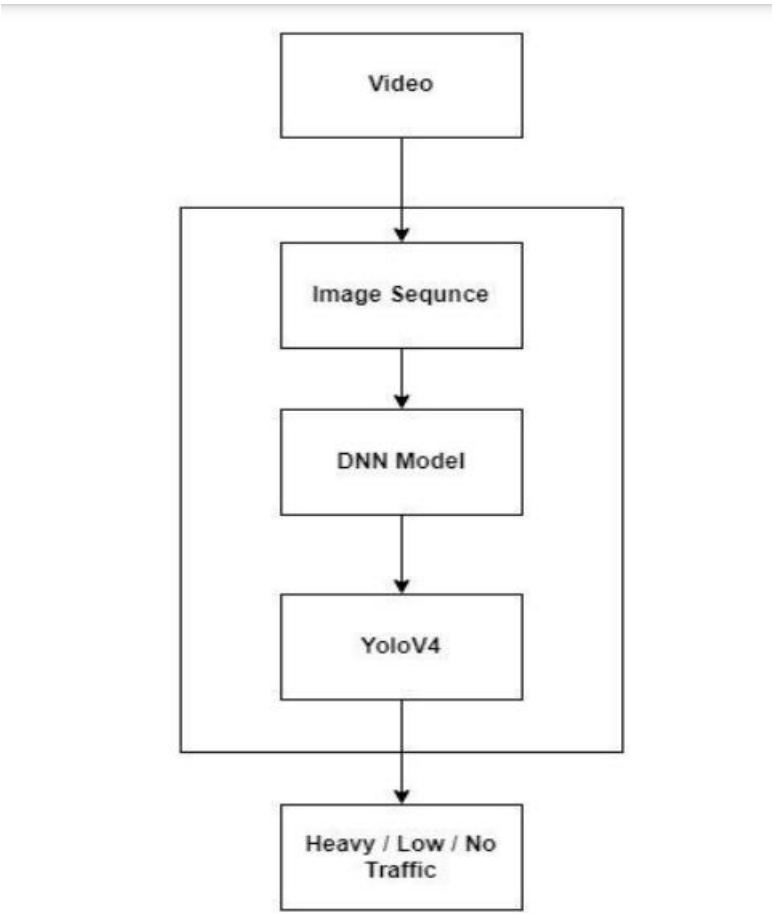 Video
Image Sequnce
DNN Model
YoloV4
Heavy / Low / No
Traffic